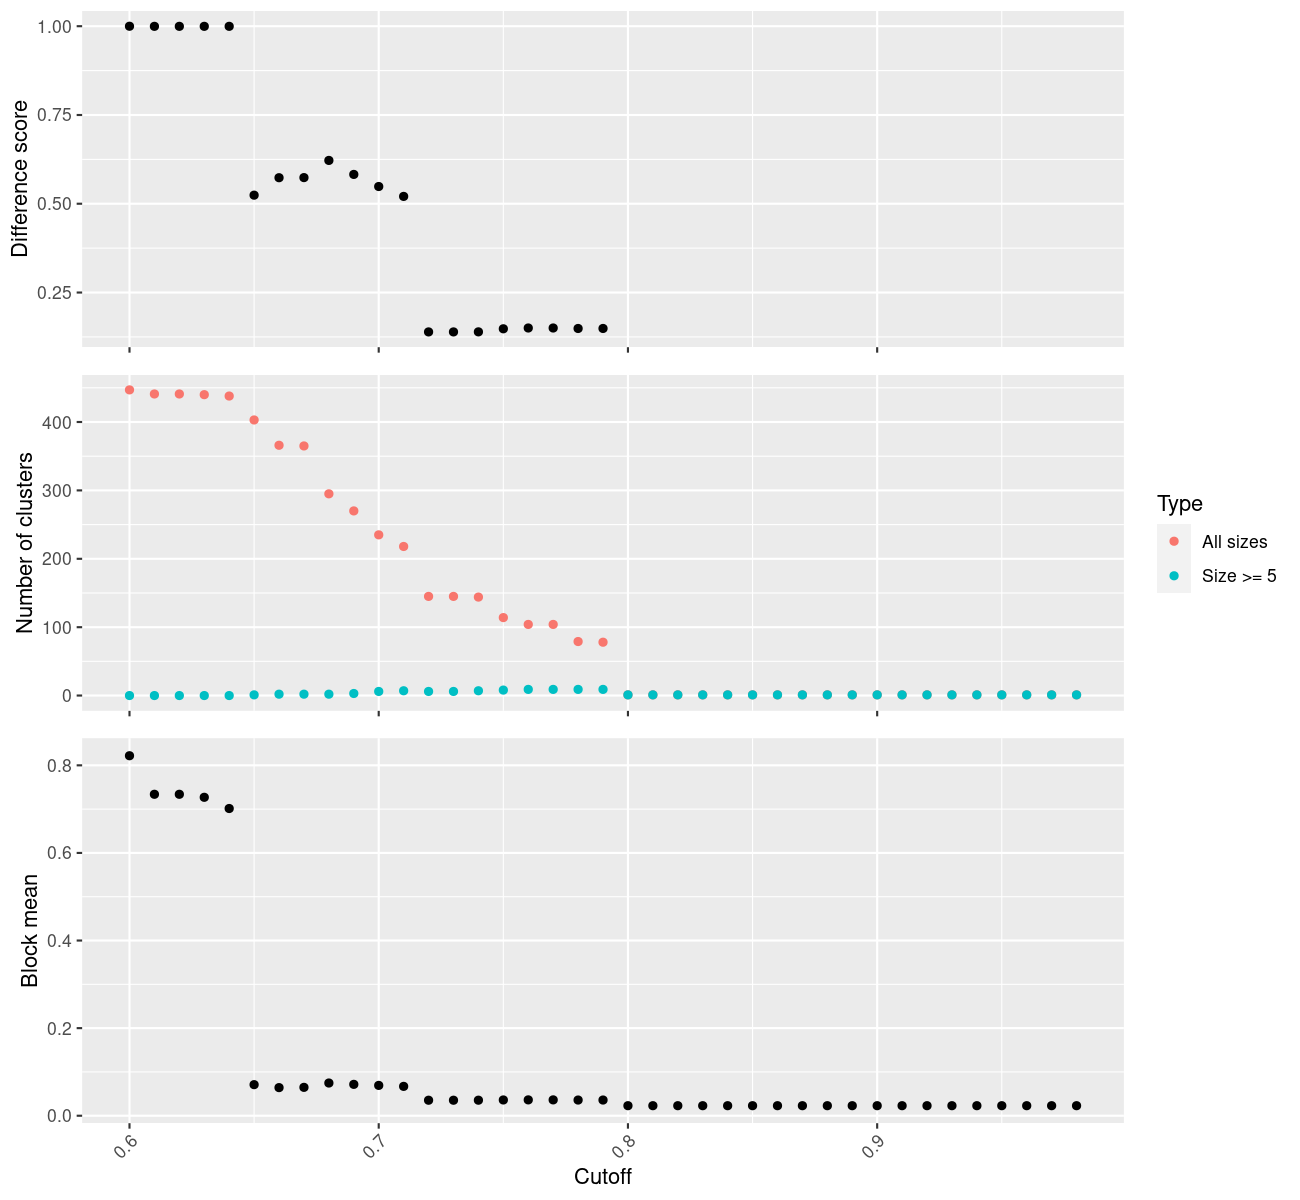 Difference score
1.00
0.75
0.50
0.25
Number of clusters
400
300
200
100
0
Type
All sizes
Size >= 5
Block mean
0.8
0.6
0.4
0.2
0.0
0.6 0.7 0.8 0.9
Cutoff